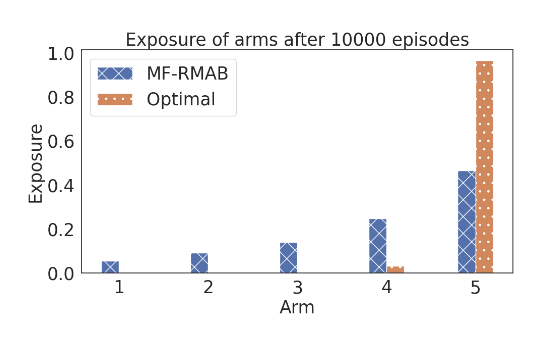 Exposure of arms after 10000 episodes
1.0
0.8
0.6
0.4
0.2
0.0
Exposure
MF-RMAB
Optimal
1 2 3 4 5
Arm